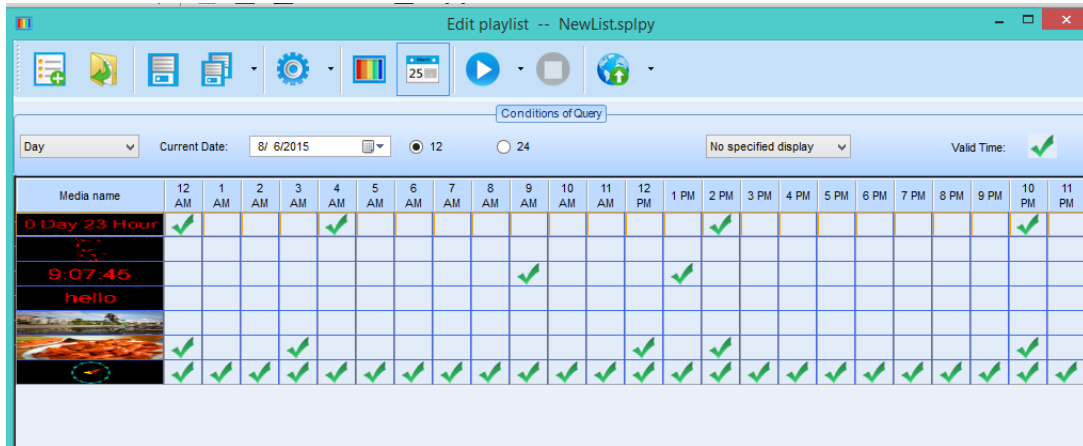 Edit playlist -- NewList.splpy
25
Conditions of Query
Day Current Date: 8/ 6/2015 12 24 No specified display Valid Time:
Media name 12 AM 1 AM 2 AM 3 AM 4 AM 5 AM 6 AM 7 AM 8 AM 9 AM 10 AM 11 AM 12 PM 1 PM 2 PM 3 PM 4 PM 5 PM 6 PM 7 PM 8 PM 9 PM 10 PM 11 PM
0 Day 23 Hour
9:07:45
hello